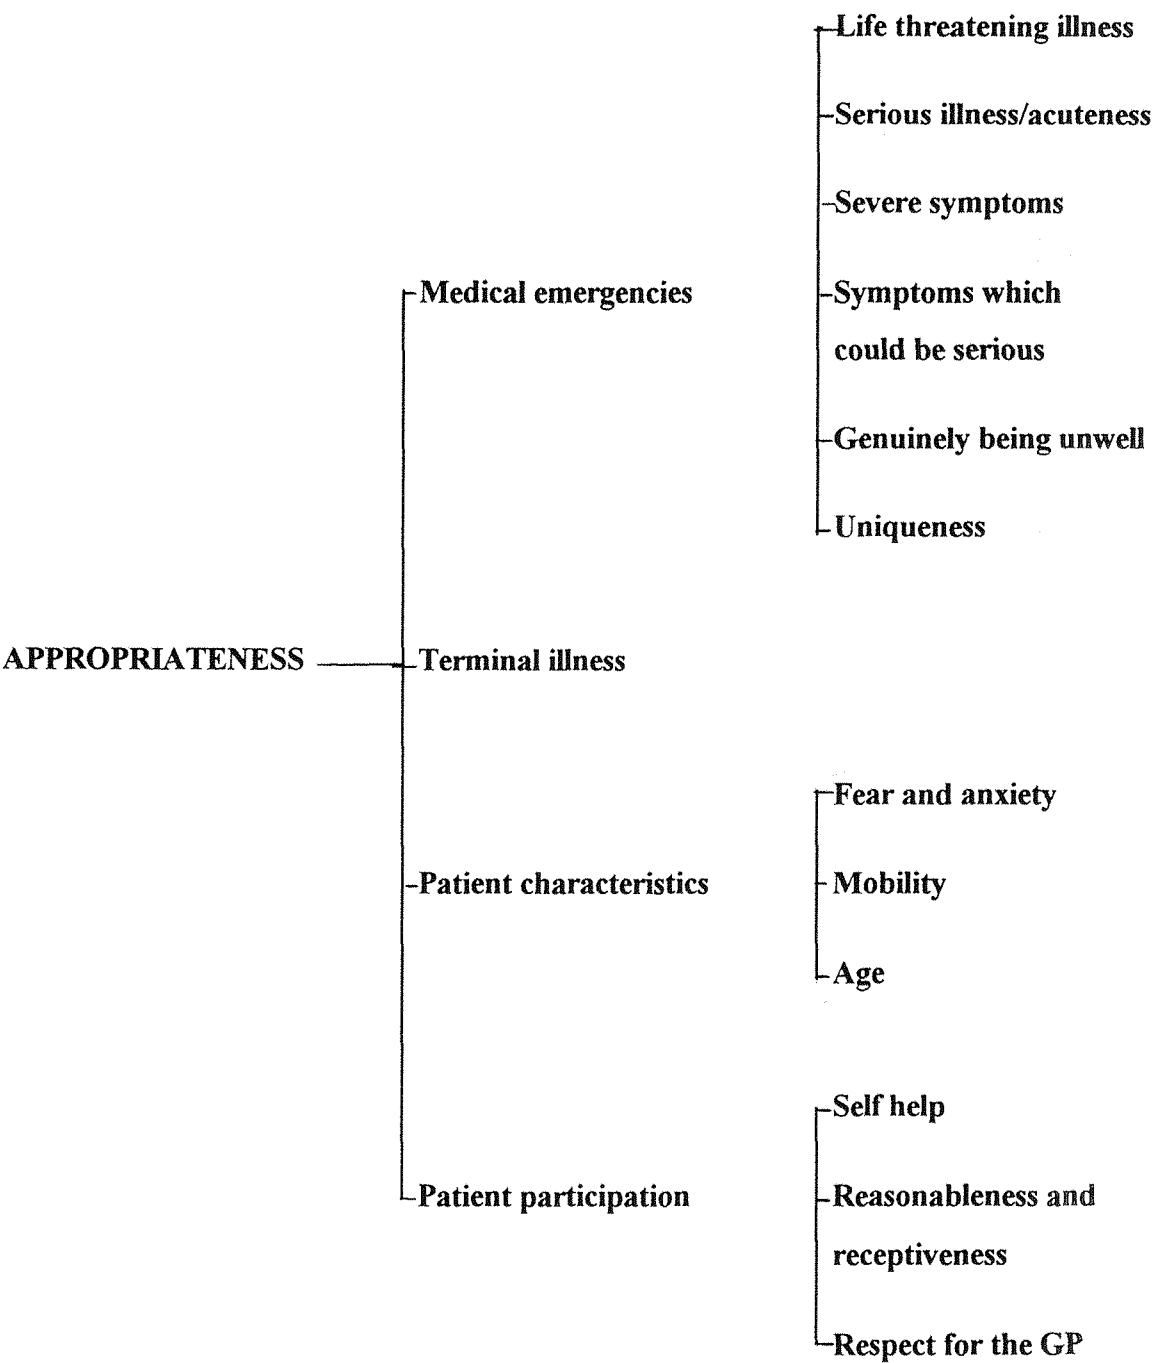 Life threatening illness
Serious illness/acuteness
Severe symptoms
Medical emergencies
Symptoms which
could be serious
Genuinely being unwell
Uniqueness
APPROPRIATENESS
Terminal illness
Fear and anxiety
Patient characteristics
Mobility
Age
Self help
Patient participation
Reasonableness and
receptiveness
Respect for the GP